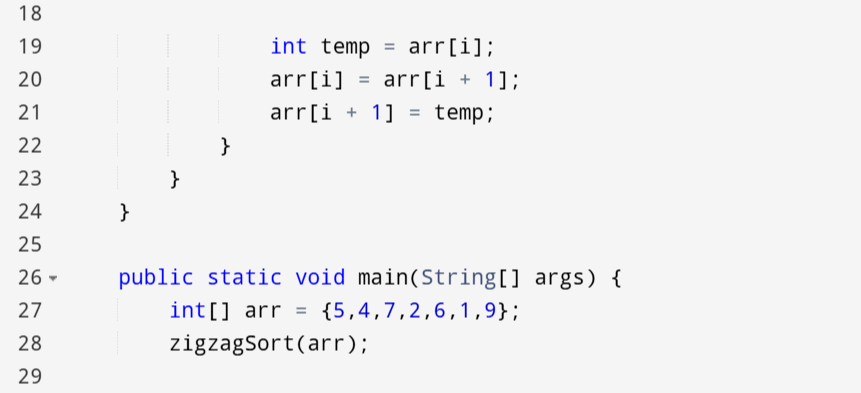 18
19 int temp = arr[i];
20 arr[i] = arr[i + 1];
21 arr[i + 1] = temp;
22 }
23 }
24 }
25
26 public static void main(String[] args) {
27 int[] arr = {5,4,7,2,6,1,9};
28 zigzagSort(arr);
29